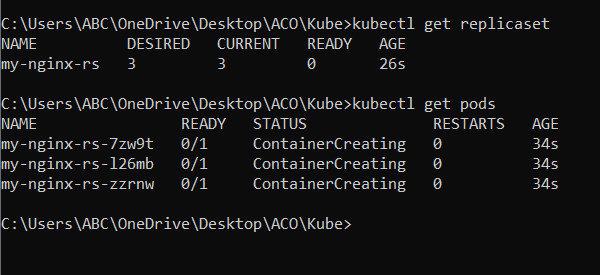 C:\Users\ABC\OneDrive\Desktop\ACO\Kube>kubectl get replicaset
NAME DESIRED CURRENT READY AGE
my-nginx-rs 3 3 0 26s
C:\Users\ABC\OneDrive\Desktop\ACO\Kube>kubectl get pods
NAME READY STATUS RESTARTS AGE
my-nginx-rs-7zw9t 0/1 ContainerCreating 0 34s
my-nginx-rs-l26mb 0/1 ContainerCreating 0 34s
my-nginx-rs-zzrnw 0/1 ContainerCreating 0 34s
C:\Users\ABC\OneDrive\Desktop\ACO\Kube>